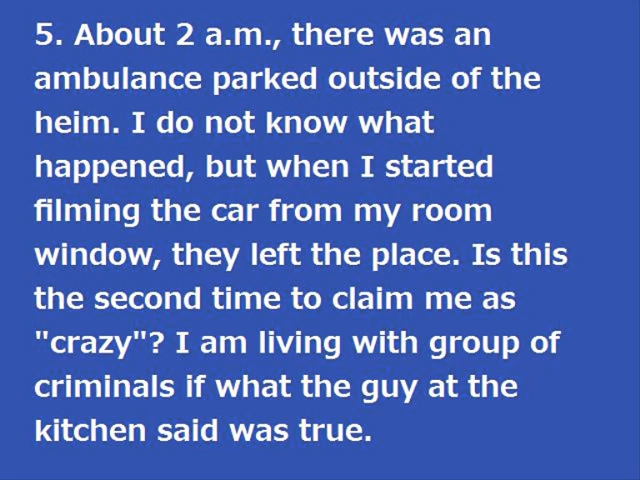 5. About 2 a.m., there was an
ambulance parked outside of the
heim. I do not know what
happened, but when I started
filming the car from my room
window, they left the place. Is this
the second time to claim me as
"crazy"? I am living with group of
criminals if what the guy at the
kitchen said was true.